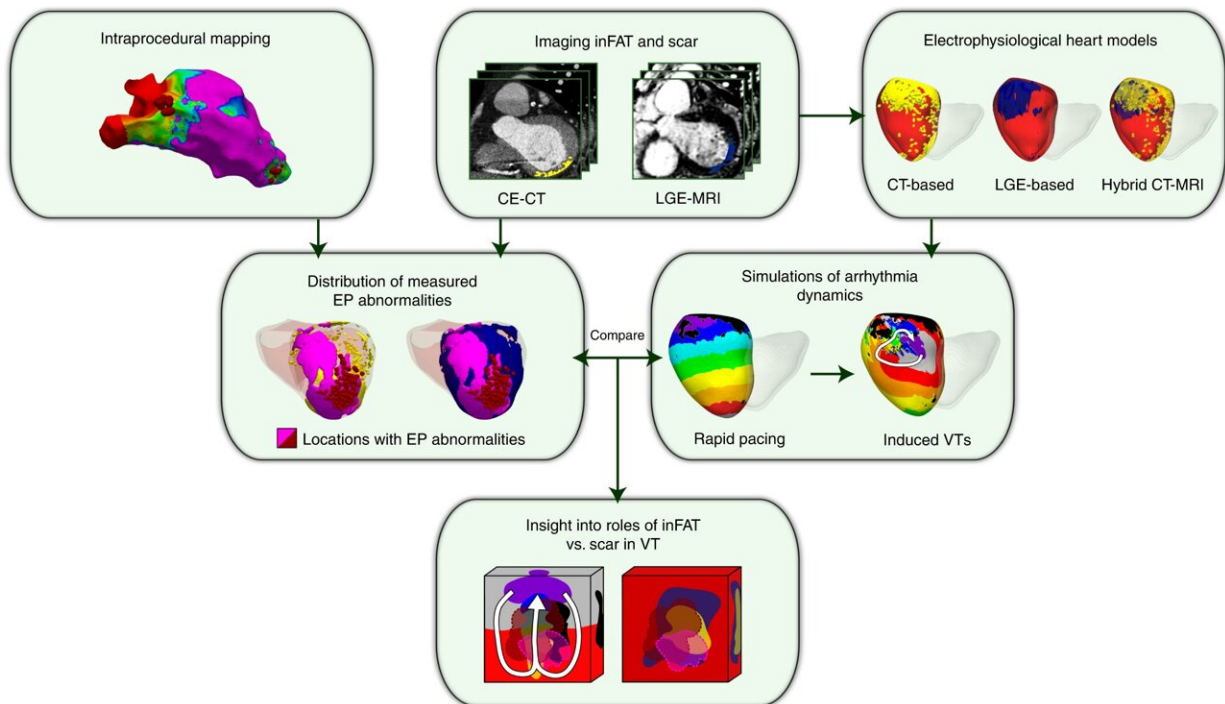 Intraprocedural mapping
Imaging inFAT and scar
CE-CT
LGE-MRI
Electrophysiological heart models
CT-based
LGE-based
Hybrid CT-MRI
Distribution of measured
EP abnormalities
Locations with EP abnormalities
Compare
Simulations of arrhythmia
dynamics
Rapid pacing
Induced VTs
Insight into roles of inFAT
vs. scar in VT